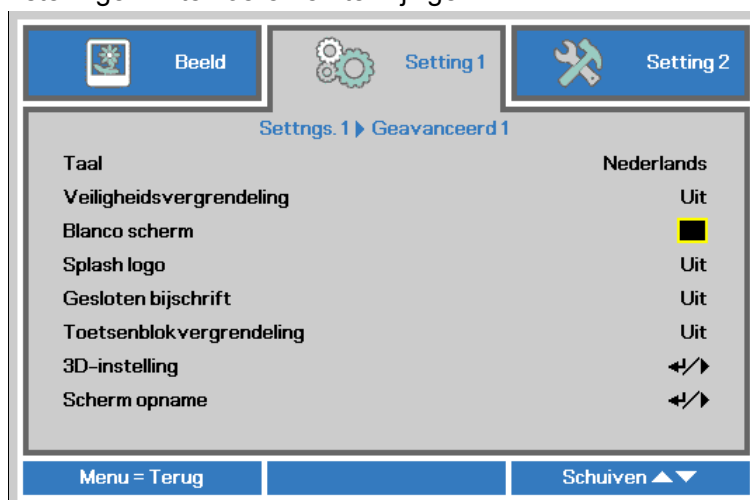 Beeld
Setting 1
Setting 2
Settngs. 1 Geavanceerd 1
Taal Nederlands
Veiligheidsvergrendeling Uit
Blanco scherm
Splash logo Uit
Gesloten bijschrift Uit
Toetsenblokvergrendeling Uit
3D-instelling
Scherm opname
Menu = Terug
Schuiven